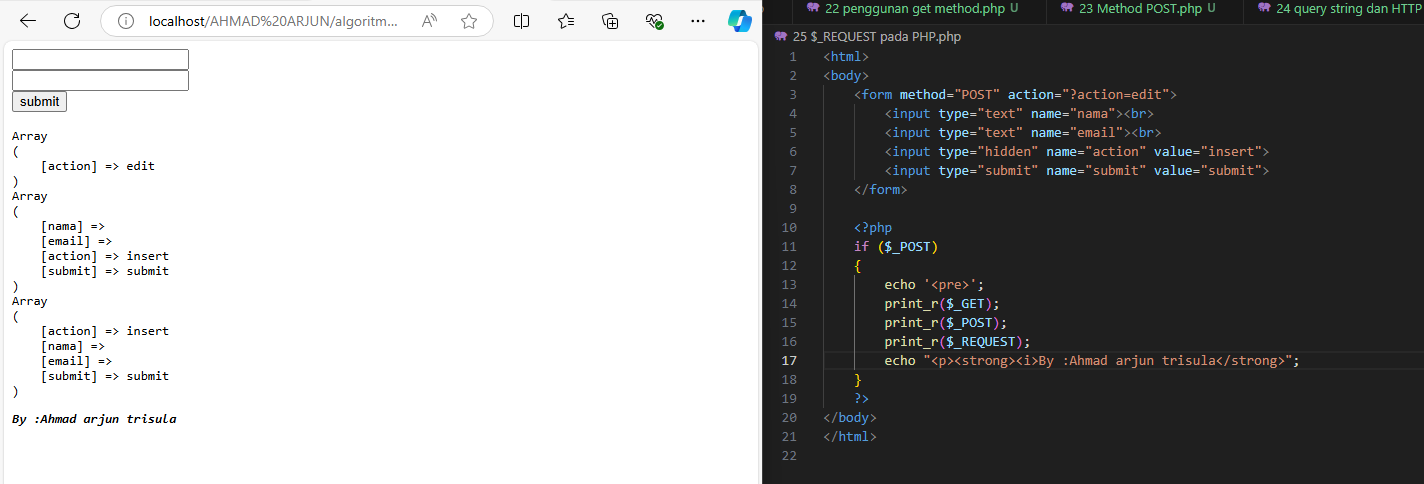 localhost/AHMAD%20ARJUN/algoritm...
submit
Array
(
    [action] => edit
)
Array
(
    [nama] =>
    [email] =>
    [action] => insert
    [submit] => submit
)
Array
(
    [action] => insert
    [nama] =>
    [email] =>
    [submit] => submit
)
By :Ahmad arjun trisula
22 penggunan get method.php U
23 Method POST.php U
24 query string dan HTTP
25 $_REQUEST pada PHP.php
1 <html>
2 <body>
3     <form method="POST" action="?action=edit">
4         <input type="text" name="nama"><br>
5         <input type="text" name="email"><br>
6         <input type="hidden" name="action" value="insert">
7         <input type="submit" name="submit" value="submit">
8     </form>
9
10     <?php
11     if ($_POST)
12     {
13         echo '<pre>';
14         print_r($_GET);
15         print_r($_POST);
16         print_r($_REQUEST);
17         echo "<p><strong><i>By :Ahmad arjun trisula</strong>";
18     }
19     ?>
20 </body>
21 </html>
22